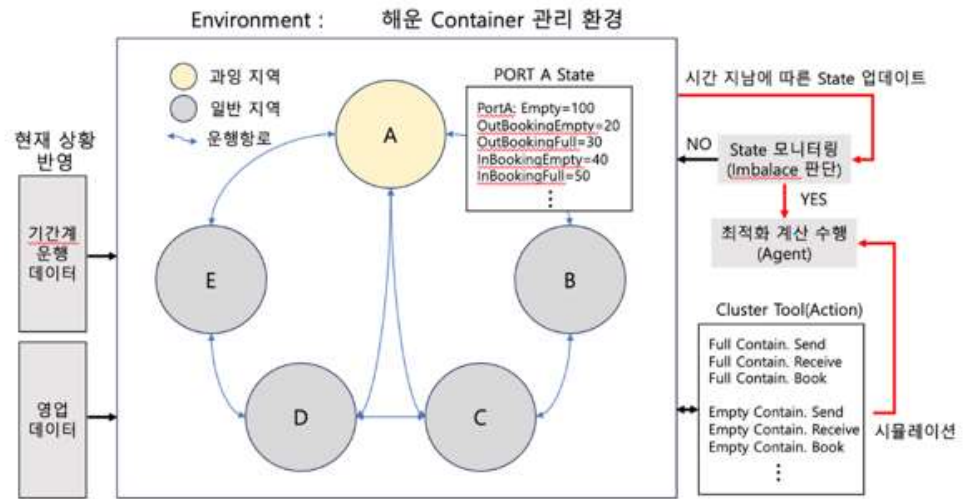 Environment : 해운 Container 관리 환경
과잉 지역
일반 지역
운행항로
현재 상황
반영
기간계
운행
데이터
영업
데이터
A
B
C
D
E
PORT A State
PortA: Empty=100
OutBookingEmpty=20
OutBookingFull=30
InBookingEmpty=40
InBookingFull=50
⋮
시간 지남에 따른 State 업데이트
NO
State 모니터링
(Imbalace 판단)
YES
최적화 계산 수행
(Agent)
Cluster Tool(Action)
Full Contain. Send
Full Contain. Receive
Full Contain. Book
Empty Contain. Send
Empty Contain. Receive
Empty Contain. Book
⋮
시뮬레이션